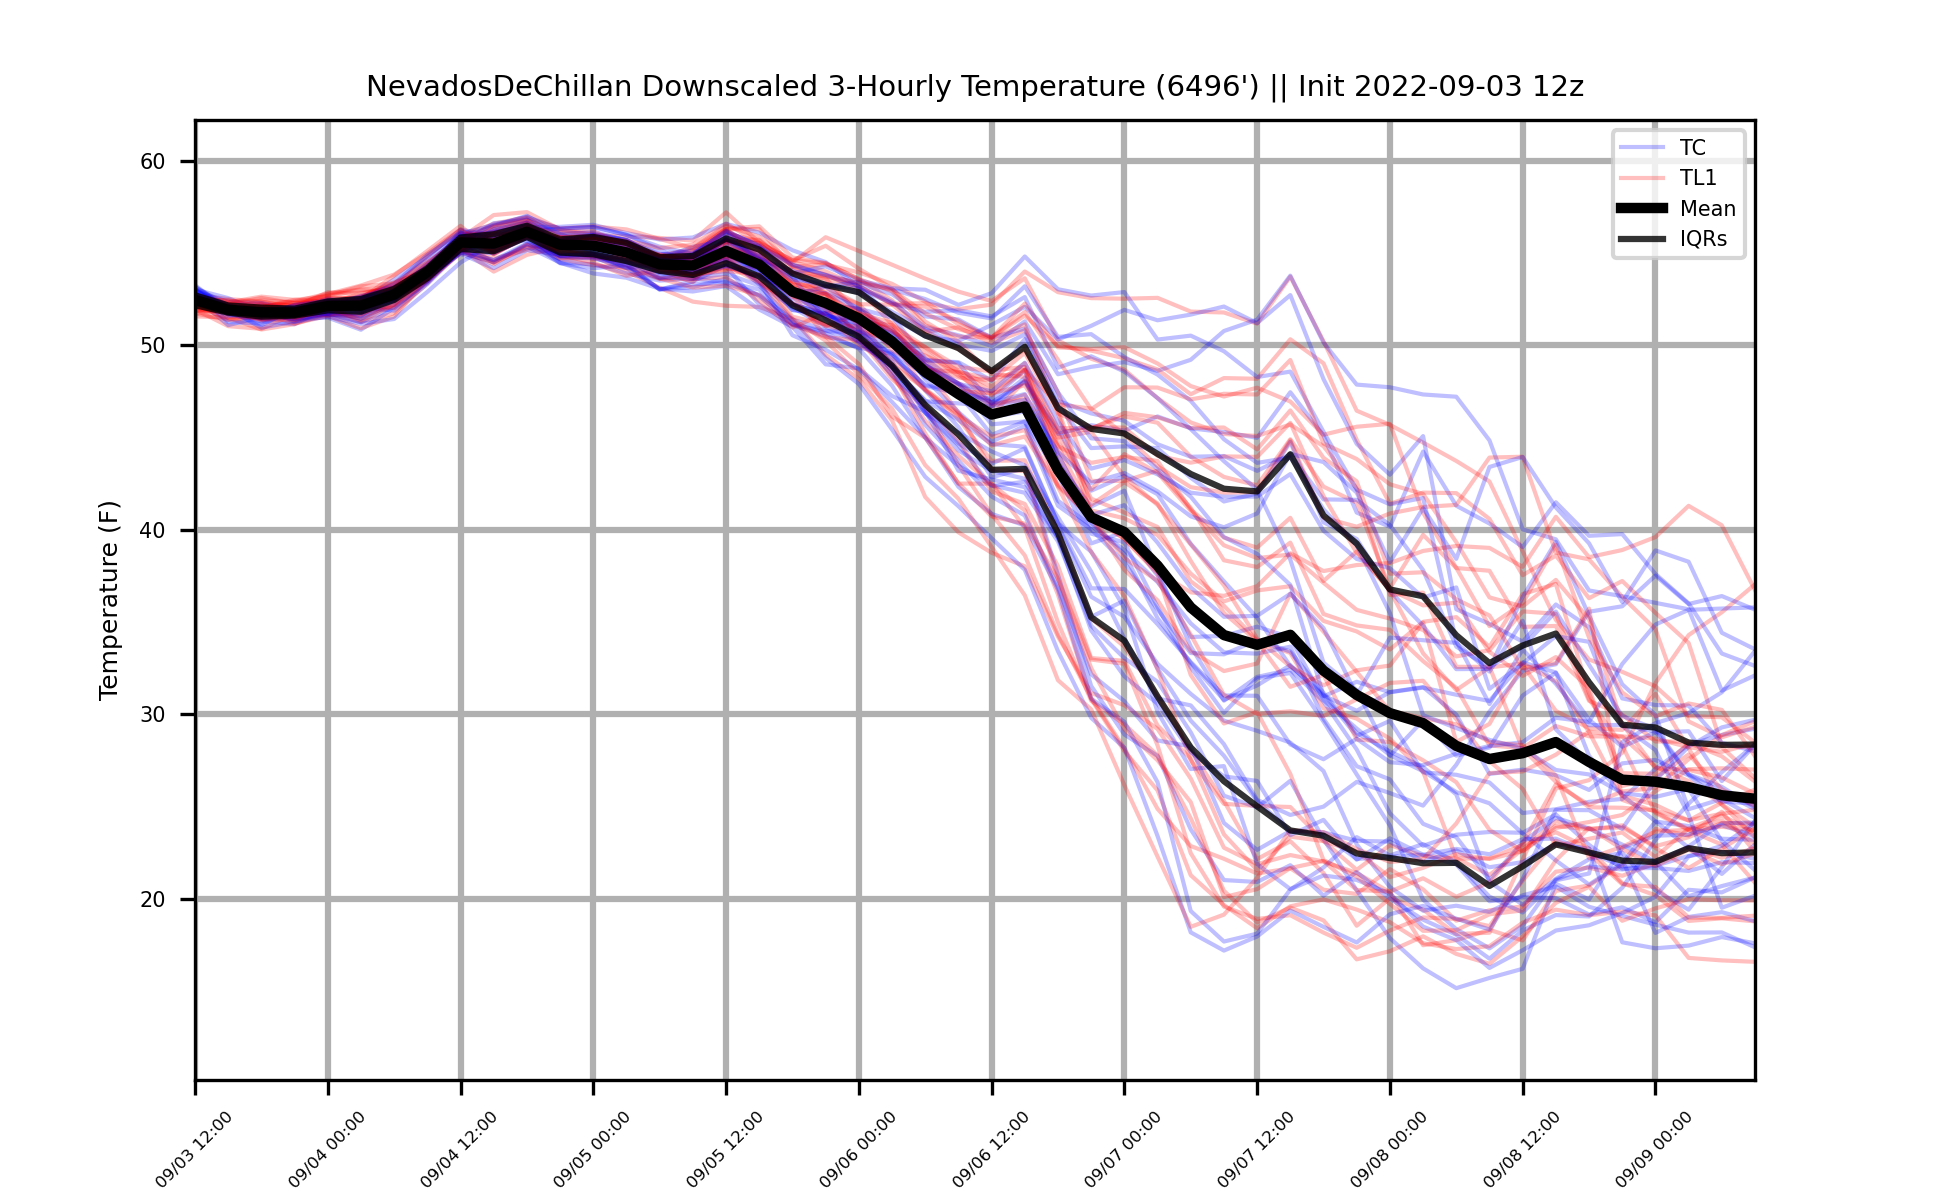 NevadosDeChillan Downscaled 3-Hourly Temperature (6496') || Init 2022-09-03 12z
TC
TL1
Mean
IQRs
Temperature (F)
60
50
40
30
20
09/03 12:00
09/04 00:00
09/04 12:00
09/05 00:00
09/05 12:00
09/06 00:00
09/06 12:00
09/07 00:00
09/07 12:00
09/08 00:00
09/08 12:00
09/09 00:00